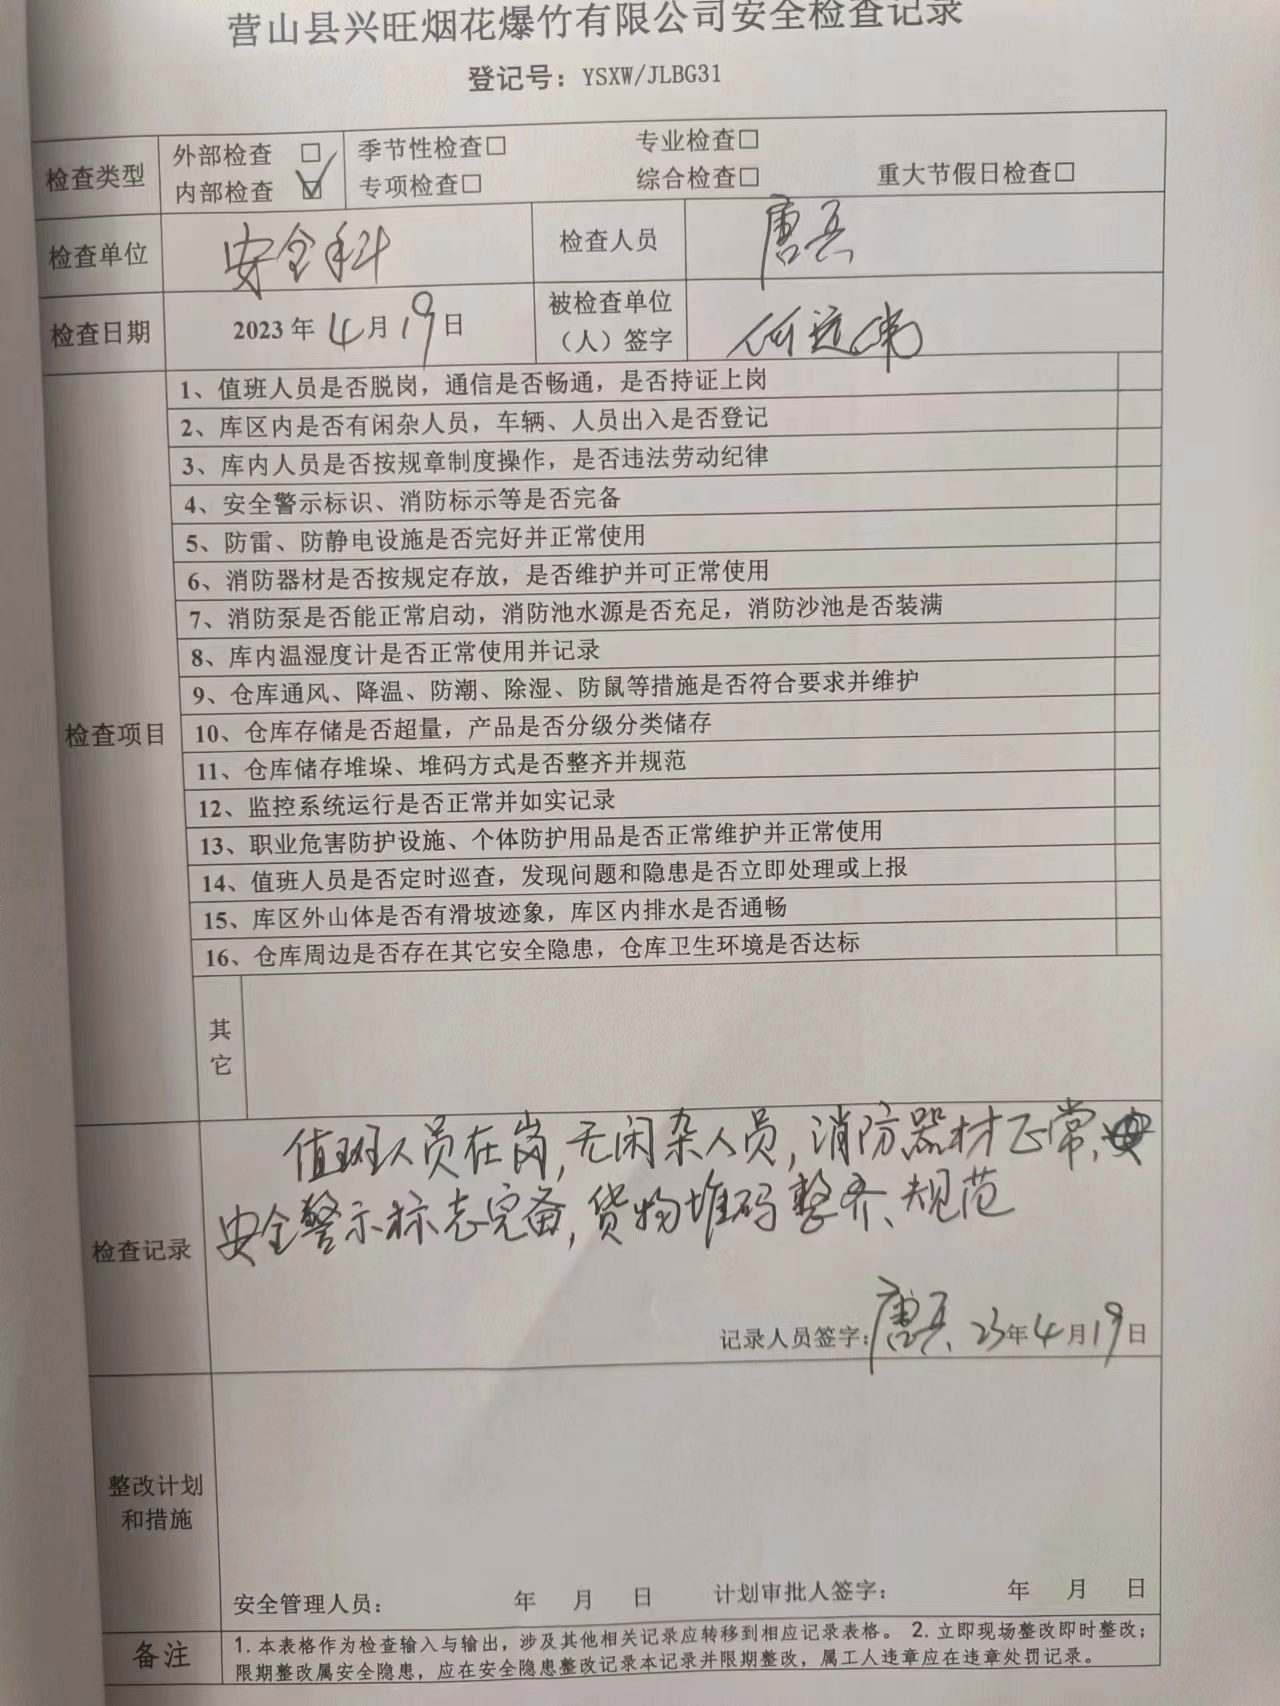 营山县兴旺烟花爆竹有限公司安全检查记录
登记号：YSXW/JLBG31
检查类型
外部检查 □
内部检查 ☑
季节性检查□ 专业检查□
专项检查□ 综合检查□ 重大节假日检查□
检查单位 安全科 检查人员 唐兵
检查日期 2023年4月19日
被检查单位
（人）签字
何远伟
检查项目
1、值班人员是否脱岗，通信是否畅通，是否持证上岗
2、库区内是否有闲杂人员，车辆、人员出入是否登记
3、库内人员是否按规章制度操作，是否违法劳动纪律
4、安全警示标识、消防标示等是否完备
5、防雷、防静电设施是否完好并正常使用
6、消防器材是否按规定存放，是否维护并可正常使用
7、消防泵是否能正常启动，消防池水源是否充足，消防沙池是否装满
8、库内温湿度计是否正常使用并记录
9、仓库通风、降温、防潮、除湿、防鼠等措施是否符合要求并维护
10、仓库存储是否超量，产品是否分级分类储存
11、仓库储存堆垛、堆码方式是否整齐并规范
12、监控系统运行是否正常并如实记录
13、职业危害防护设施、个体防护用品是否正常维护并正常使用
14、值班人员是否定时巡查，发现问题和隐患是否立即处理或上报
15、库区外山体是否有滑坡迹象，库区内排水是否通畅
16、仓库周边是否存在其它安全隐患，仓库卫生环境是否达标
其
它
检查记录
值班人员在岗，无闲杂人员，消防器材正常、
安全警示标志完备，货物堆码整齐、规范
记录人员签字：唐兵 23年4月19日
整改计划
和措施
安全管理人员： 年 月 日 计划审批人签字： 年 月 日
备注
1.本表格作为检查输入与输出，涉及其他相关记录应转移到相应记录表格。 2.立即现场整改即时整改；
限期整改属安全隐患，应在安全隐患整改记录本记录并限期整改，属工人违章应在违章处罚记录。